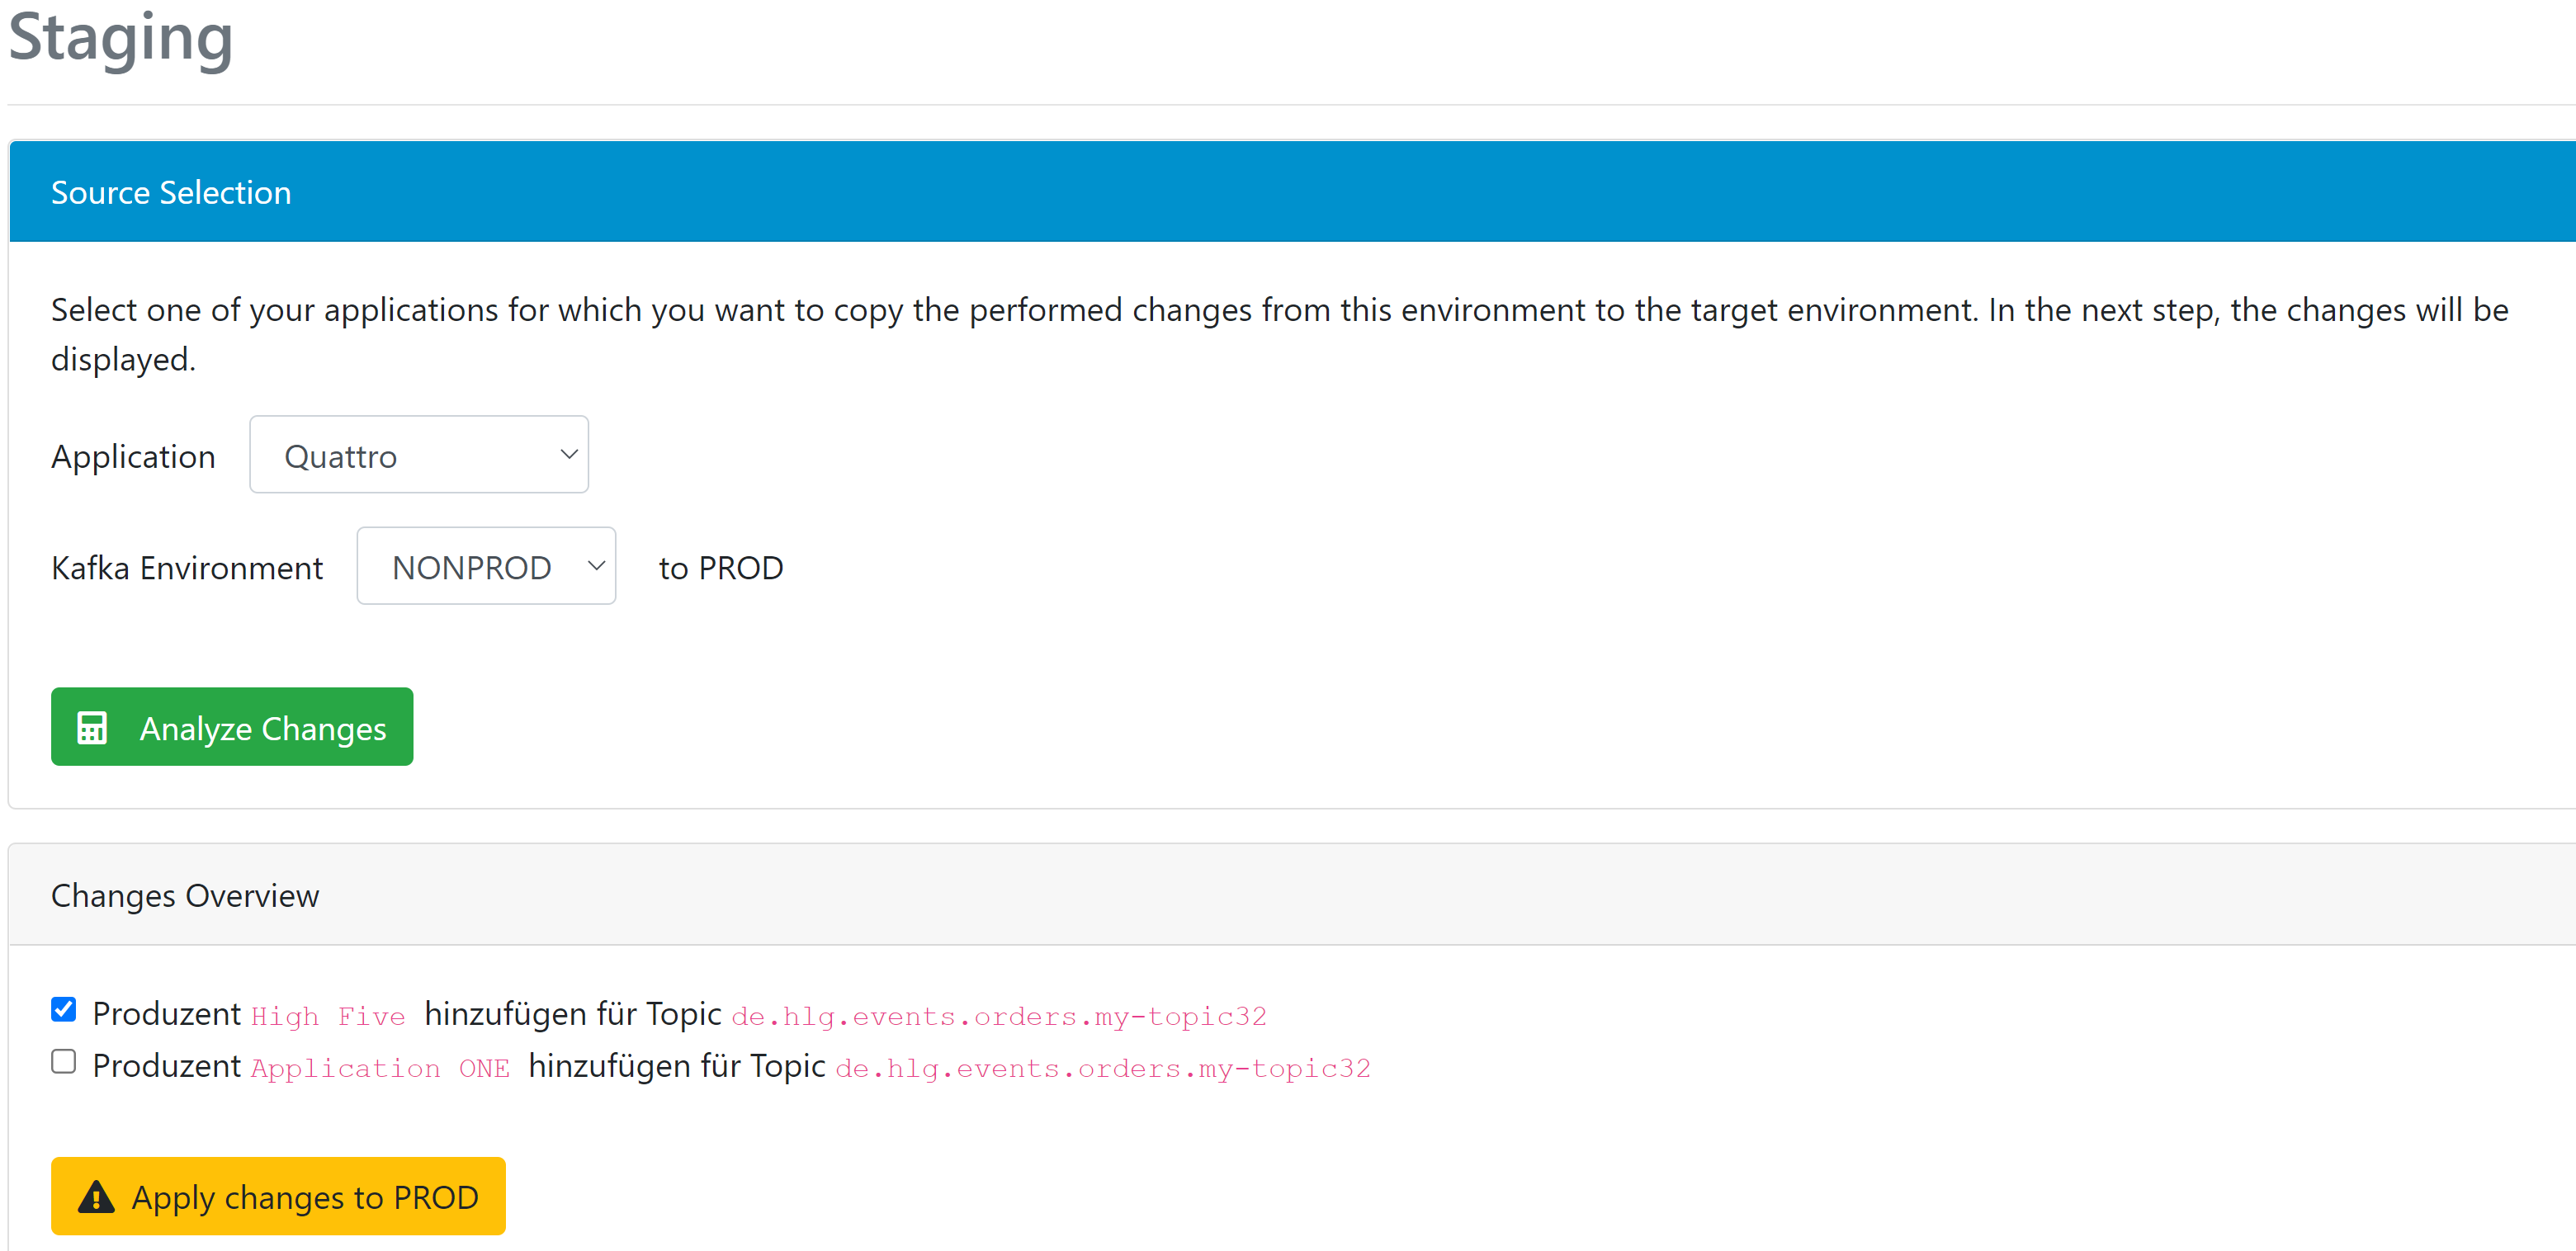 Staging
Source Selection
Select one of your applications for which you want to copy the performed changes from this environment to the target environment. In the next step, the changes will be
displayed.
Application Quattro
Kafka Environment NONPROD to PROD
Analyze Changes
Changes Overview
Produzent High Five hinzufügen für Topic de.hlg.events.orders.my-topic32
Produzent Application ONE hinzufügen für Topic de.hlg.events.orders.my-topic32
Apply changes to PROD